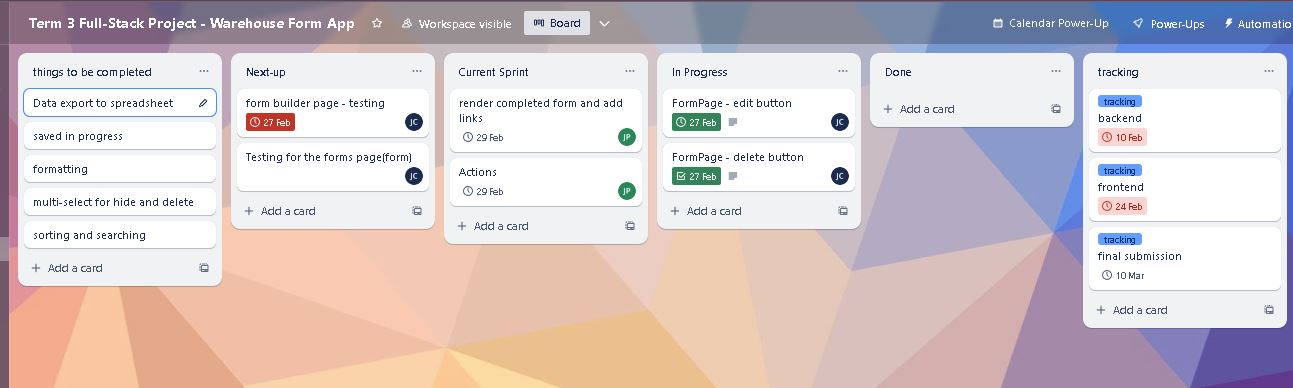 Term 3 Full-Stack Project - Warehouse Form App
Workspace visible
Board
Calendar Power-Up
Power-Ups
Automatio
things to be completed
Data export to spreadsheet
saved in progress
formatting
multi-select for hide and delete
sorting and searching
Add a card
Next-up
form builder page - testing
27 Feb
JC
Testing for the forms page(form)
JC
Add a card
Current Sprint
render completed form and add
links
29 Feb
JP
Actions
29 Feb
JP
Add a card
In Progress
FormPage - edit button
27 Feb
JC
FormPage - delete button
27 Feb
JC
Add a card
Done
Add a card
tracking
tracking
backend
10 Feb
tracking
frontend
24 Feb
tracking
final submission
10 Mar
Add a card